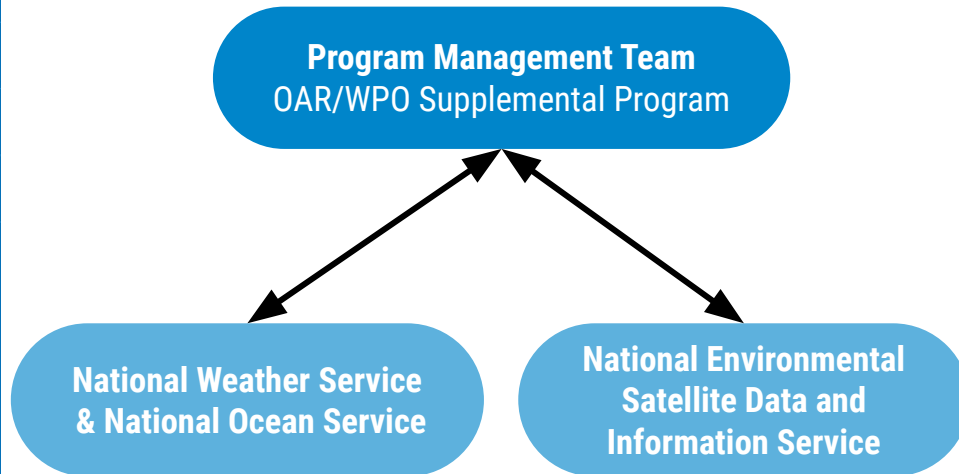 Program Management Team
OAR/WPO Supplemental Program
National Weather Service
& National Ocean Service
National Environmental
Satellite Data and
Information Service